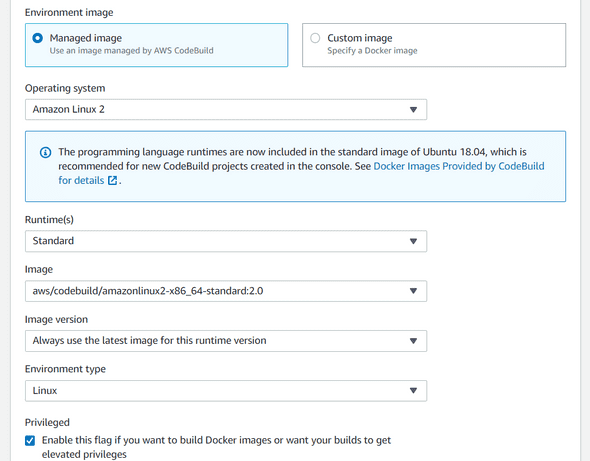 Environment image
Managed image
Use an image managed by AWS CodeBuild
Custom image
Specify a Docker image
Operating system
Amazon Linux 2
The programming language runtimes are now included in the standard image of Ubuntu 18.04, which is
recommended for new CodeBuild projects created in the console. See Docker Images Provided by CodeBuild
for details .
Runtime(s)
Standard
Image
aws/codebuild/amazonlinux2-x86_64-standard:2.0
Image version
Always use the latest image for this runtime version
Environment type
Linux
Privileged
Enable this flag if you want to build Docker images or want your builds to get
elevated privileges